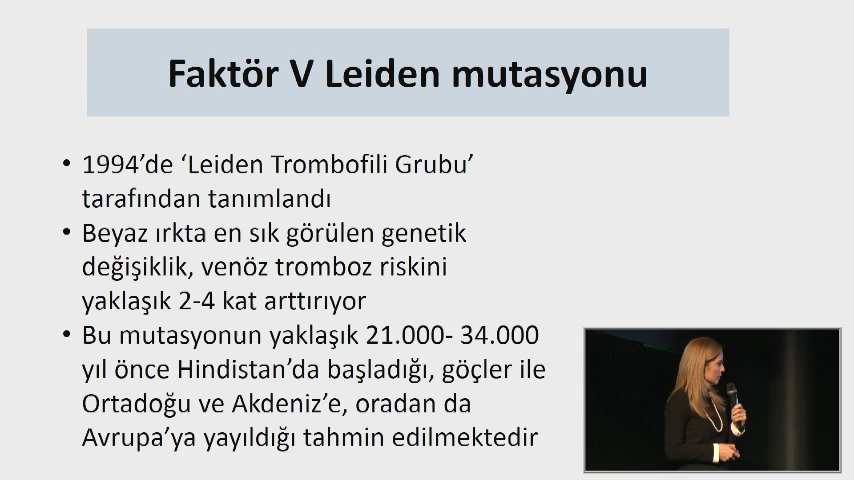 Faktör V Leiden mutasyonu
• 1994’de ‘Leiden Trombofili Grubu’
tarafından tanımlandı
• Beyaz ırkta en sık görülen genetik
değişiklik, venöz tromboz riskini
yaklaşık 2-4 kat arttırıyor
• Bu mutasyonun yaklaşık 21.000- 34.000
yıl önce Hindistan’da başladığı, göçler ile
Ortadoğu ve Akdeniz’e, oradan da
Avrupa’ya yayıldığı tahmin edilmektedir